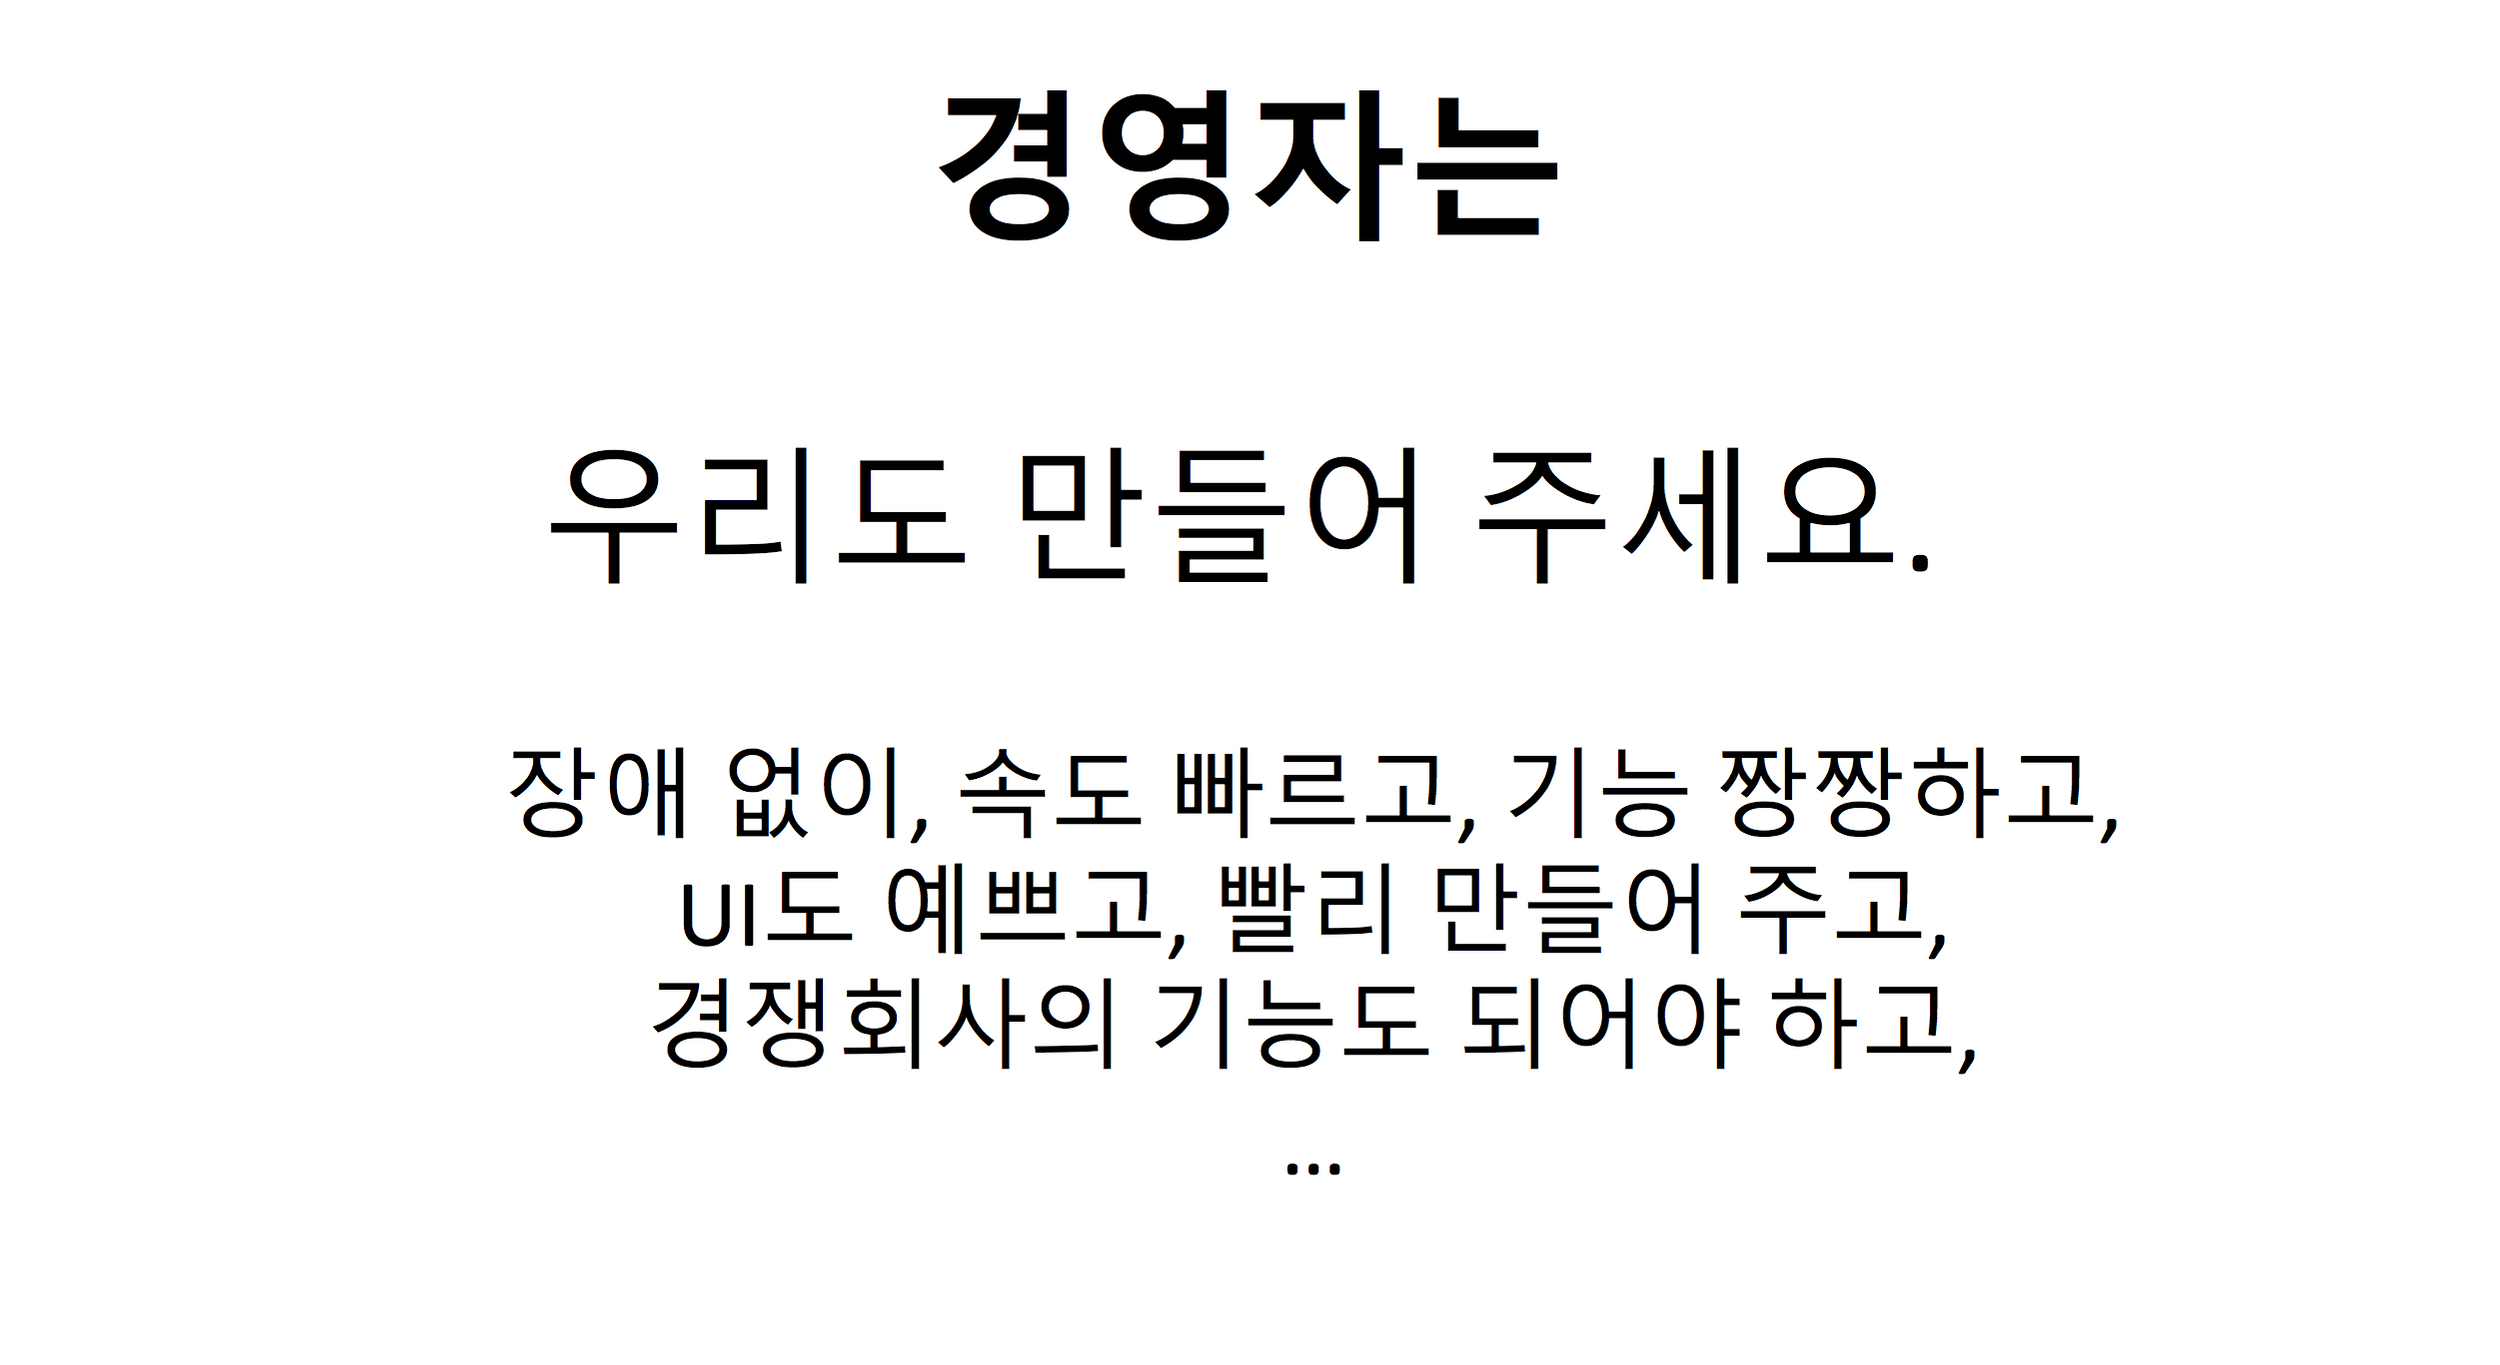 경영자는
우리도 만들어 주세요.
장애 없이, 속도 빠르고, 기능 짱짱하고,
UI도 예쁘고, 빨리 만들어 주고,
경쟁회사의 기능도 되어야 하고,
...